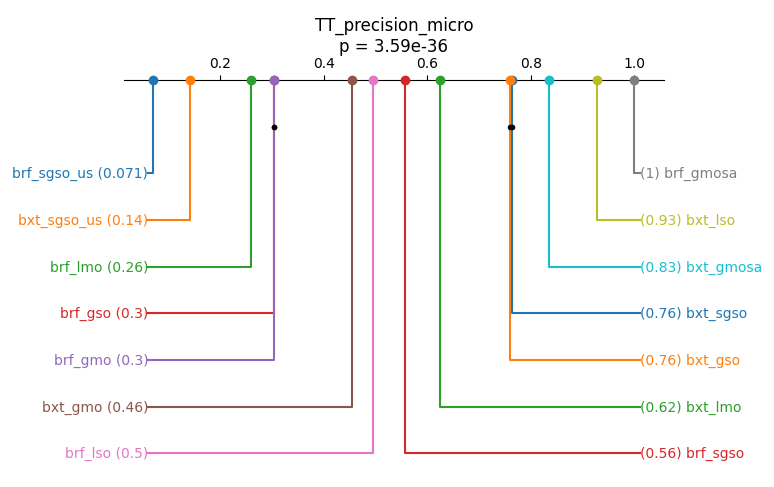 TT_precision_micro
p = 3.59e-36
0.2 0.4 0.6 0.8 1.0
brf_sgso_us (0.071) (1) brf_gmosa
bxt_sgso_us (0.14) (0.93) bxt_lso
brf_lmo (0.26) (0.83) bxt_gmosa
brf_gso (0.3) (0.76) bxt_sgso
brf_gmo (0.3) (0.76) bxt_gso
bxt_gmo (0.46) (0.62) bxt_lmo
brf_lso (0.5) (0.56) brf_sgso